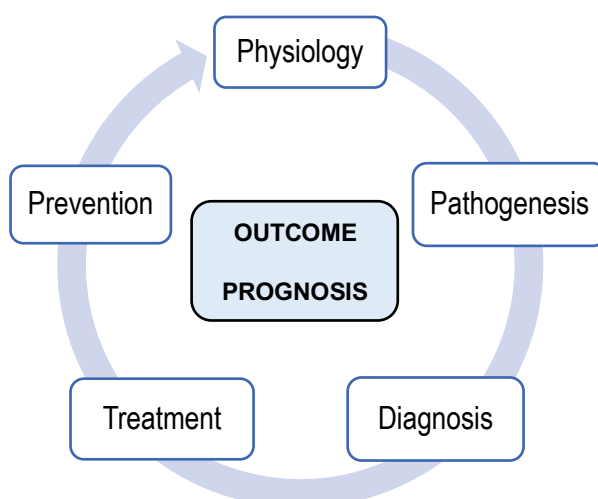 Physiology
Pathogenesis
Diagnosis
Treatment
Prevention
OUTCOME
PROGNOSIS